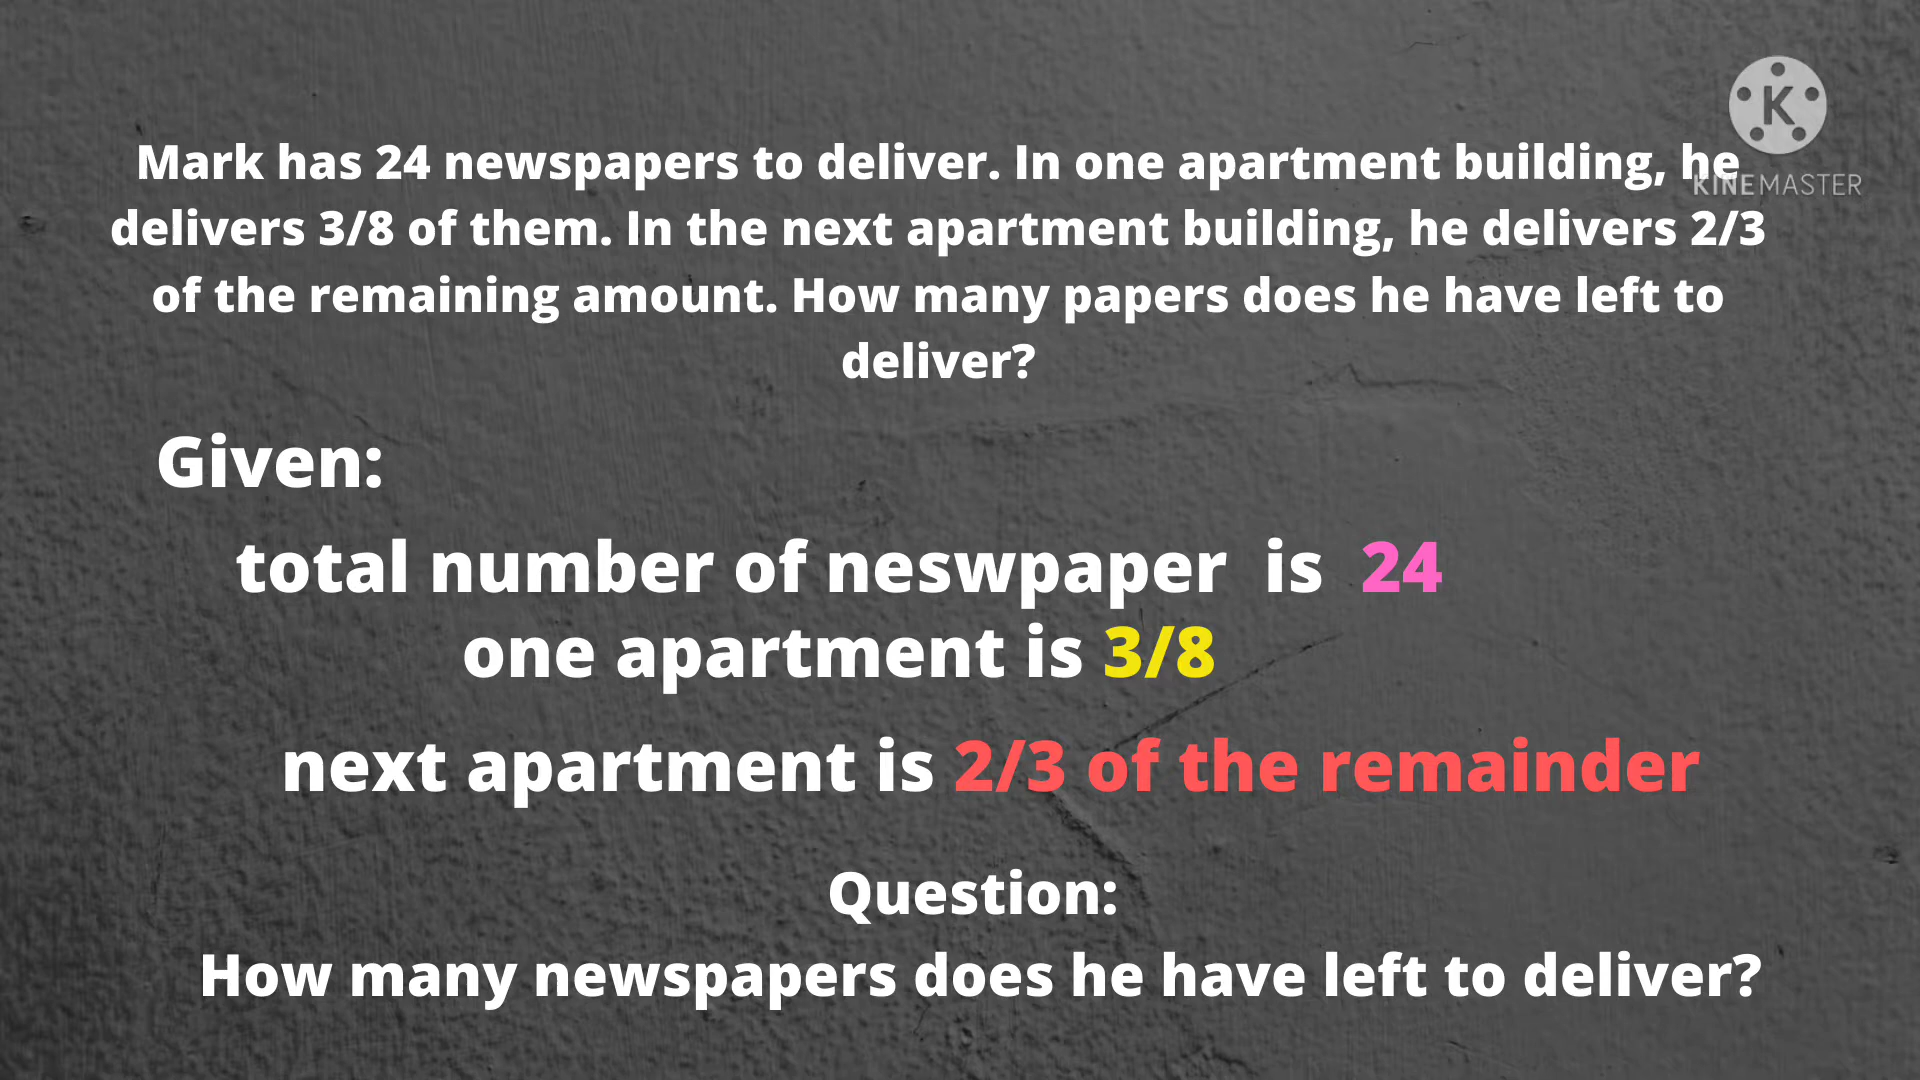 Mark has 24 newspapers to deliver. In one apartment building, he
delivers 3/8 of them. In the next apartment building, he delivers 2/3
of the remaining amount. How many papers does he have left to
deliver?
K
KINEMASTER
Given:
total number of neswpaper is 24
one apartment is 3/8
next apartment is 2/3 of the remainder
Question:
How many newspapers does he have left to deliver?